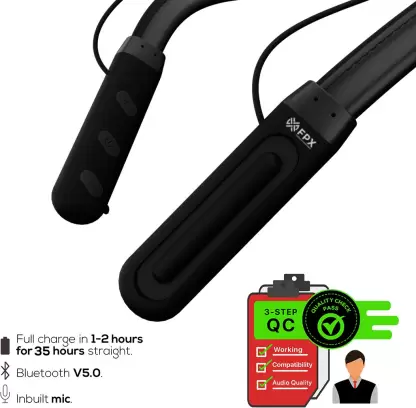 FPX
Full charge in 1-2 hours
for 35 hours straight.
Bluetooth V5.0.
Inbuilt mic.
3-STEP
QC
QUALITY CHECK
PASS
Working
Compatibility
Audio Quality